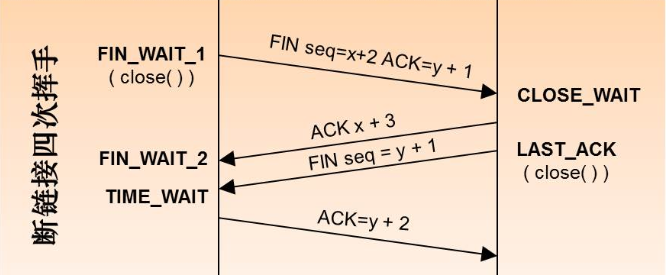 断链接四次挥手
FIN_WAIT_1
( close( ) )
FIN seq=x+2 ACK=y + 1
CLOSE_WAIT
ACK x + 3
FIN_WAIT_2
FIN seq = y + 1
LAST_ACK
( close( ) )
TIME_WAIT
ACK=y + 2